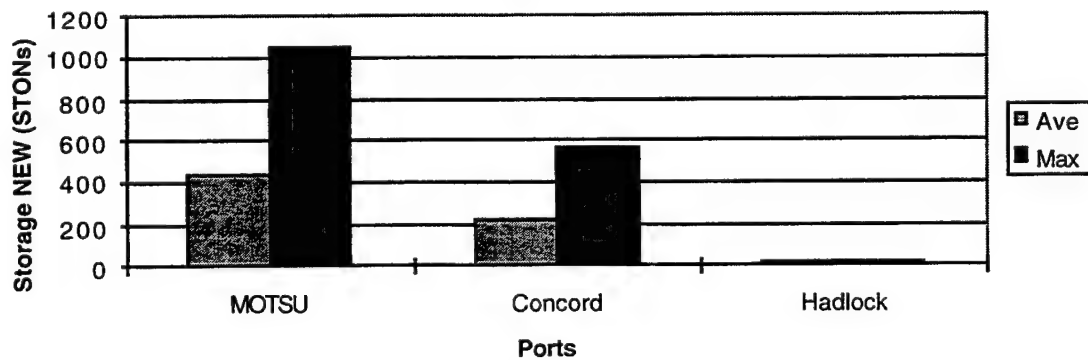 Storage NEW (STONs)
1200
1000
800
600
400
200
0
MOTSU Concord Hadlock
Ports
Ave
Max